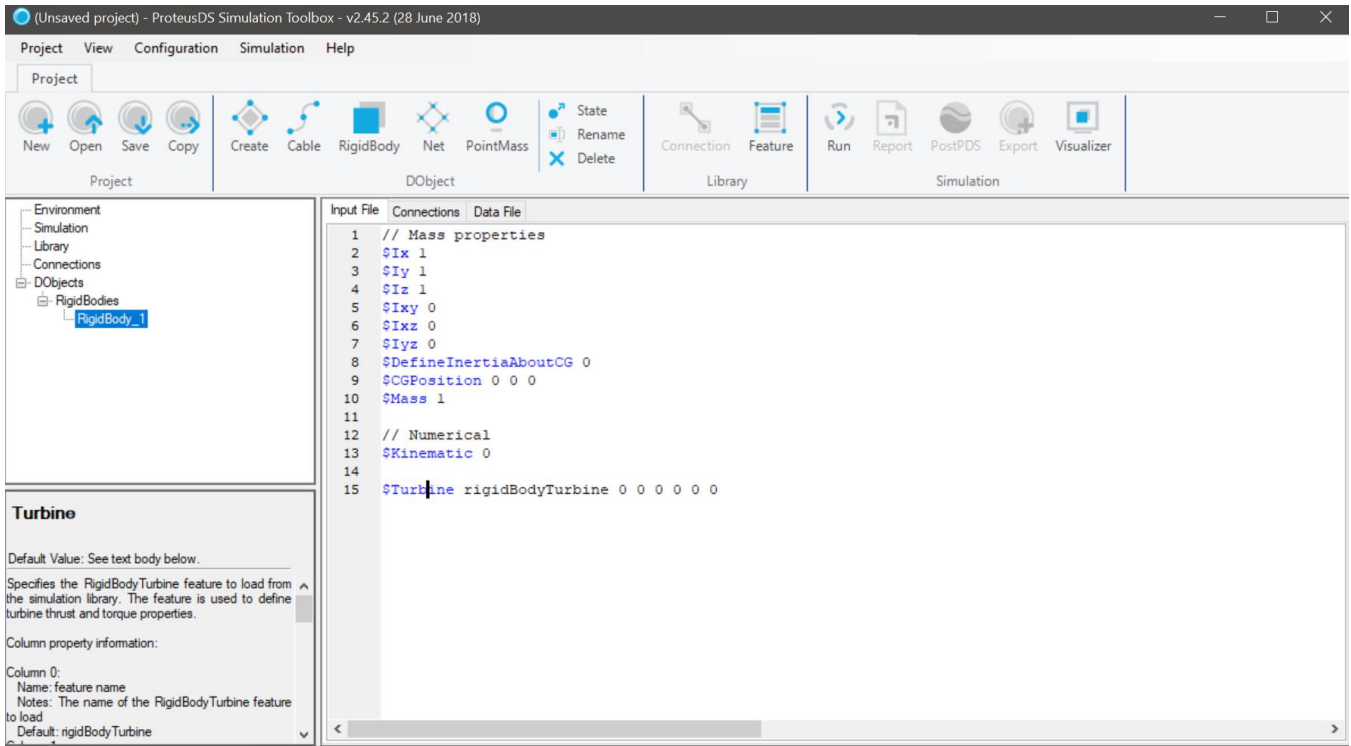 (Unsaved project) - ProteusDS Simulation Toolbox - v2.45.2 (28 June 2018)
Project View Configuration Simulation Help
Project
New Open Save Copy
Project
Create Cable RigidBody Net PointMass
State
Rename
Delete
DObject
Connection Feature
Library
Run Report PostPDS Export Visualizer
Simulation
Environment
Simulation
Library
Connections
DObjects
RigidBodies
RigidBody_1
Turbine
Default Value: See text body below.
Specifies the RigidBodyTurbine feature to load from
the simulation library. The feature is used to define
turbine thrust and torque properties.
Column property information:
Column 0:
Name: feature name
Notes: The name of the RigidBodyTurbine feature
to load
Default: rigidBodyTurbine
Input File Connections Data File
1 // Mass properties
2 $Ix 1
3 $Iy 1
4 $Iz 1
5 $Ixy 0
6 $Ixz 0
7 $Iyz 0
8 $DefineInertiaAboutCG 0
9 $CGPosition 0 0 0
10 $Mass 1
11
12 // Numerical
13 $Kinematic 0
14
15 $Turbine rigidBodyTurbine 0 0 0 0 0 0